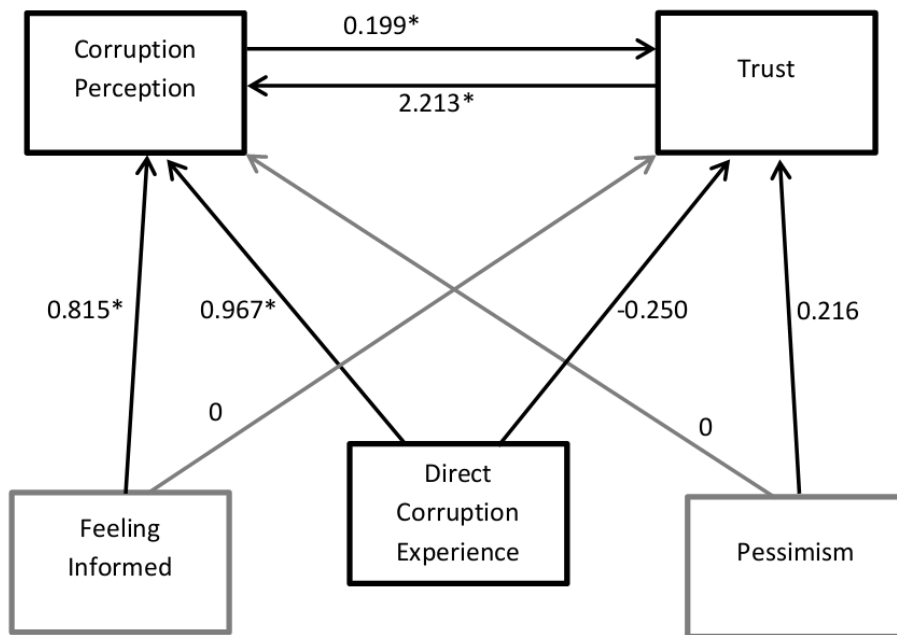 0.199*
Corruption
Perception
Trust
2.213*
0.815*
0.967*
-0.250
0.216
0
0
Direct
Corruption
Experience
Feeling
Informed
Pessimism